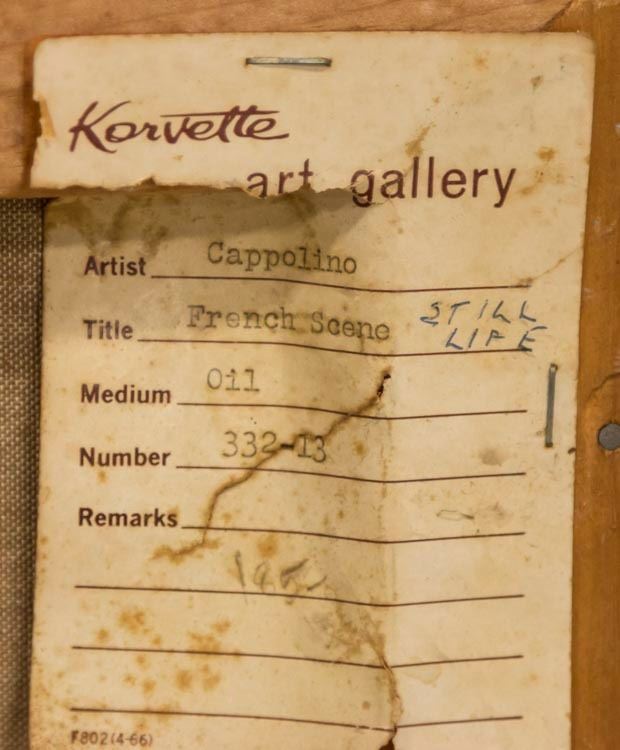 Korvette
art gallery
Artist Cappolino
Title French Scene STILL
LIFE
Medium Oil
Number 332-13
Remarks
F802(4-66)